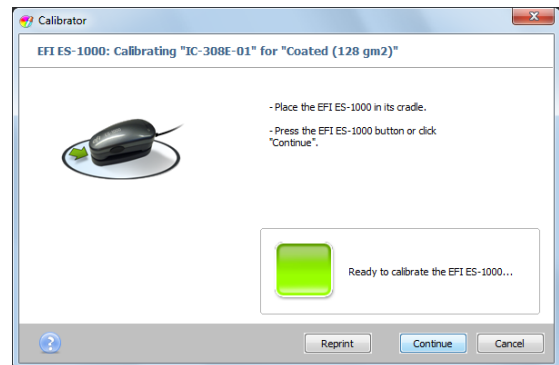 Calibrator
EFI ES-1000: Calibrating "IC-308E-01" for "Coated (128 gm2)"
- Place the EFI ES-1000 in its cradle.
- Press the EFI ES-1000 button or click
"Continue".
Ready to calibrate the EFI ES-1000...
Reprint
Continue
Cancel